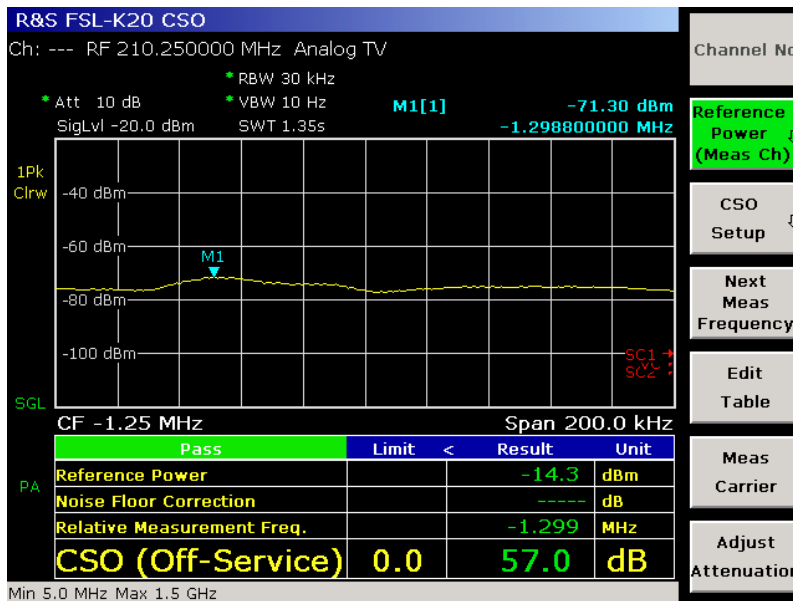 R&S FSL-K20 CSO
Ch: --- RF 210.250000 MHz Analog TV
* RBW 30 kHz
* Att 10 dB * VBW 10 Hz M1[1] -71.30 dBm
SigLvl -20.0 dBm SWT 1.35s -1.298800000 MHz
1Pk
Clrw
-40 dBm
-60 dBm
M1
-80 dBm
-100 dBm
SC1
SC2
SGL
CF -1.25 MHz Span 200.0 kHz
Pass Limit < Result Unit
Reference Power -14.3 dBm
PA
Noise Floor Correction ----- dB
Relative Measurement Freq. -1.299 MHz
CSO (Off-Service) 0.0 57.0 dB
Min 5.0 MHz Max 1.5 GHz
Channel No
Reference
Power
(Meas Ch)
CSO
Setup
Next
Meas
Frequency
Edit
Table
Meas
Carrier
Adjust
Attenuation